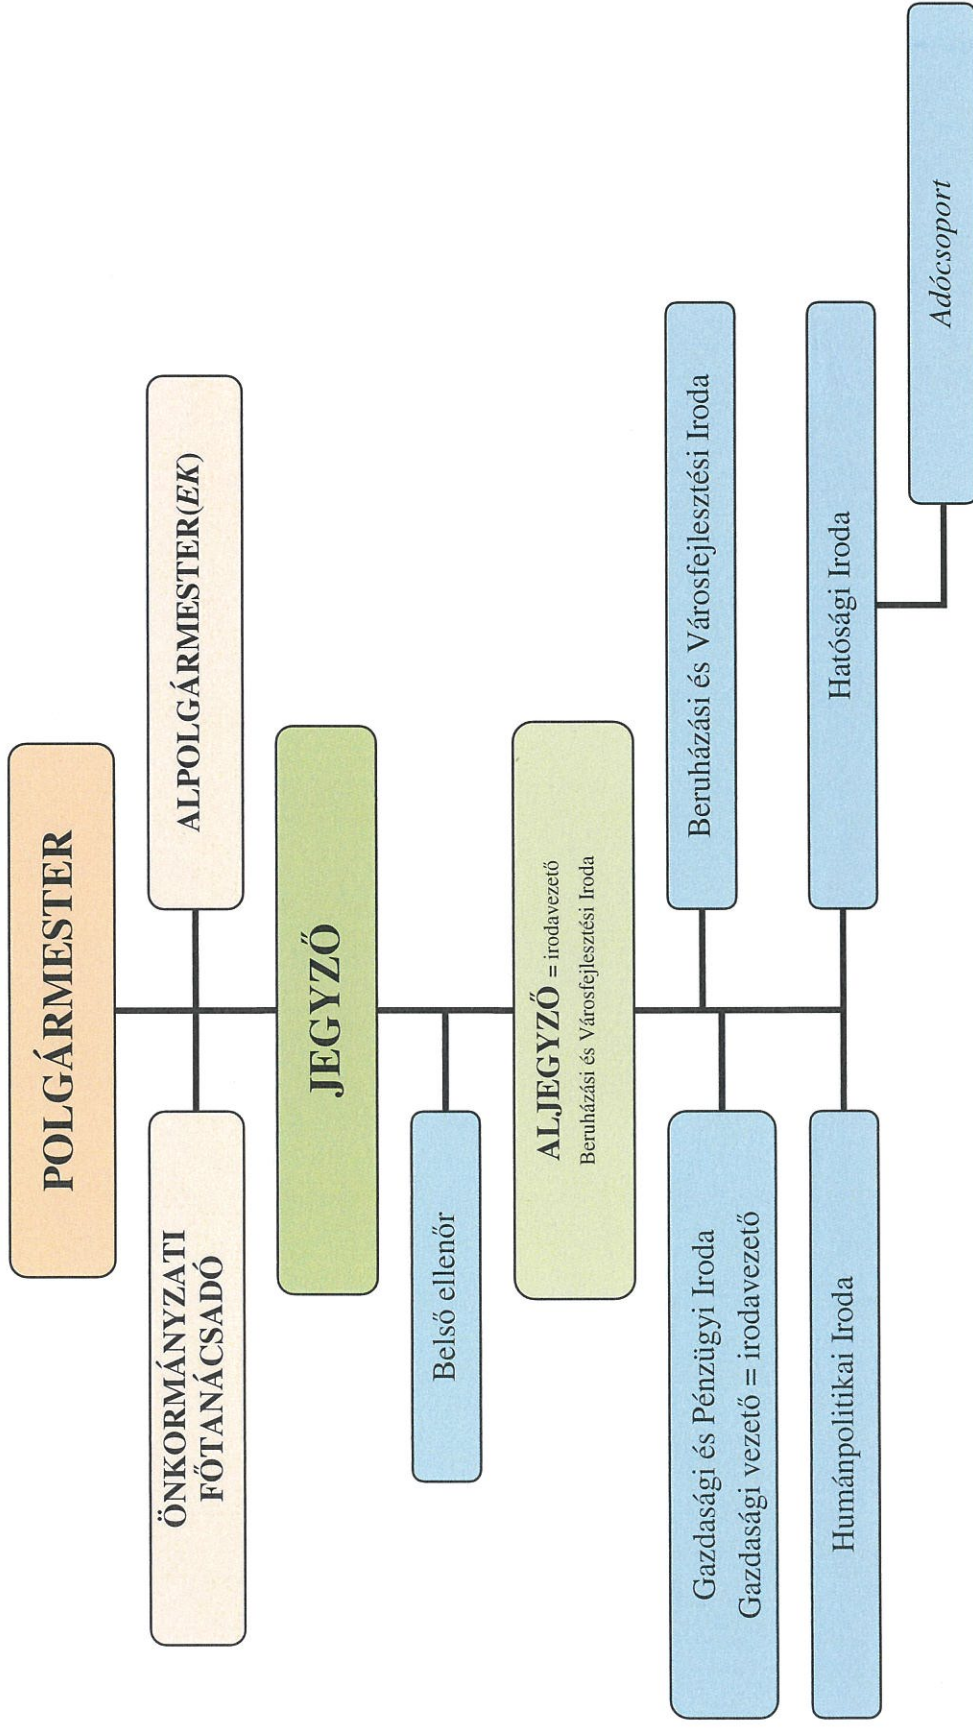 POLGÁRMESTER
ÖNKORMÁNYZATI
FŐTANÁCSADÓ
ALPOLGÁRMESTER(EK)
JEGYZŐ
Belső ellenőr
ALJEGYZŐ = irodavezető
Beruházási és Városfejlesztési Iroda
Gazdasági és Pénzügyi Iroda
Gazdasági vezető = irodavezető
Beruházási és Városfejlesztési Iroda
Humánpolitikai Iroda
Hatósági Iroda
Adócsoport